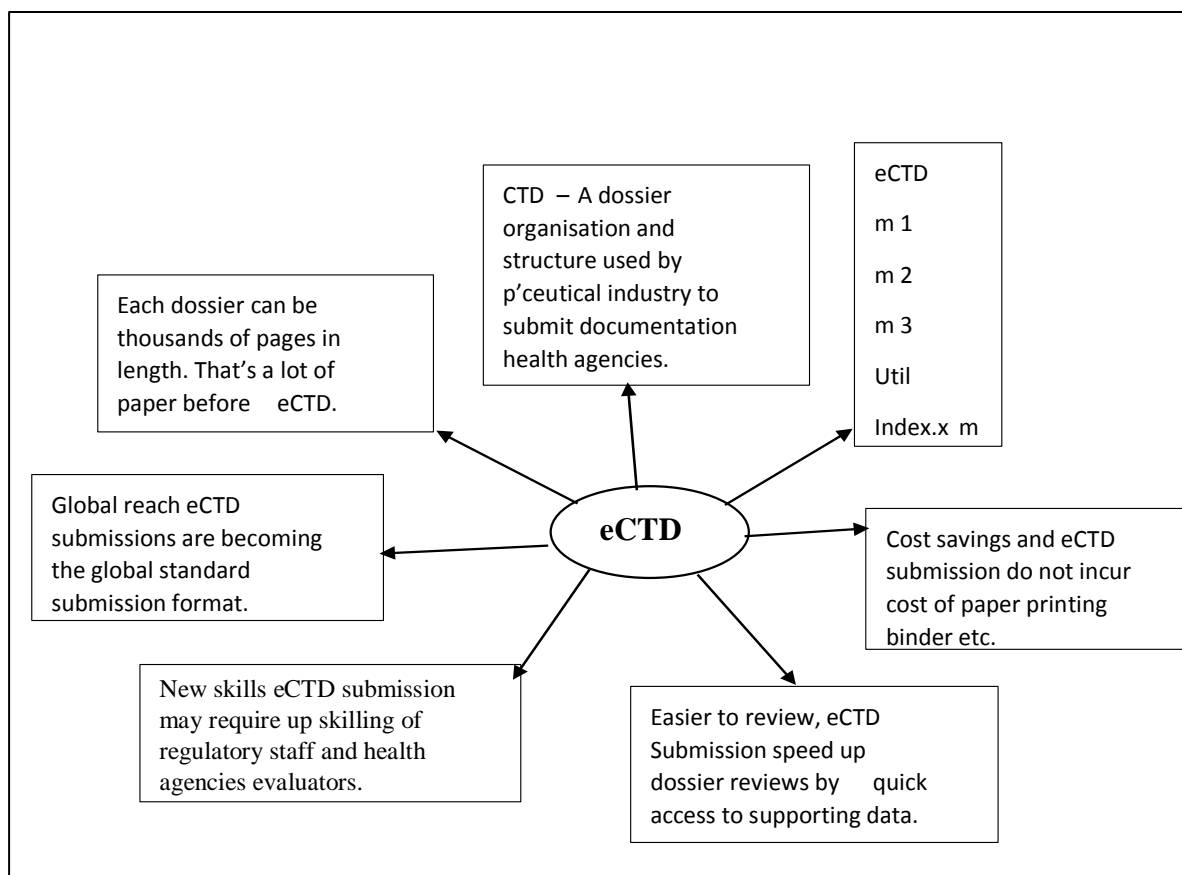 CTD – A dossier
organisation and
structure used by
p'ceutical industry to
submit documentation
health agencies.
eCTD
m 1
m 2
m 3
Util
Index.x m
Each dossier can be
thousands of pages in
length. That's a lot of
paper before eCTD.
Global reach eCTD
submissions are becoming
the global standard
submission format.
eCTD
Cost savings and eCTD
submission do not incur
cost of paper printing
binder etc.
New skills eCTD submission
may require up skilling of
regulatory staff and health
agencies evaluators.
Easier to review, eCTD
Submission speed up
dossier reviews by quick
access to supporting data.